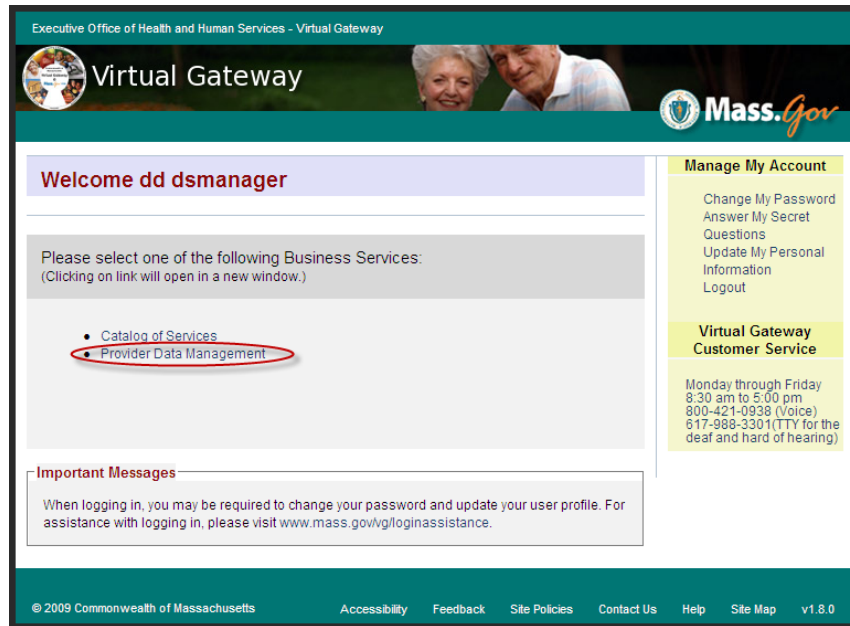 Executive Office of Health and Human Services - Virtual Gateway
Virtual Gateway
Mass.Gov
Welcome dd dsmanager
Please select one of the following Business Services:
(Clicking on link will open in a new window.)
• Catalog of Services
• Provider Data Management
Important Messages
When logging in, you may be required to change your password and update your user profile. For
assistance with logging in, please visit www.mass.gov/vg/loginassistance.
Manage My Account
Change My Password
Answer My Secret
Questions
Update My Personal
Information
Logout
Virtual Gateway
Customer Service
Monday through Friday
8:30 am to 5:00 pm
800-421-0938 (Voice)
617-988-3301(TTY for the
deaf and hard of hearing)
© 2009 Commonwealth of Massachusetts
Accessibility Feedback Site Policies Contact Us Help Site Map v1.8.0